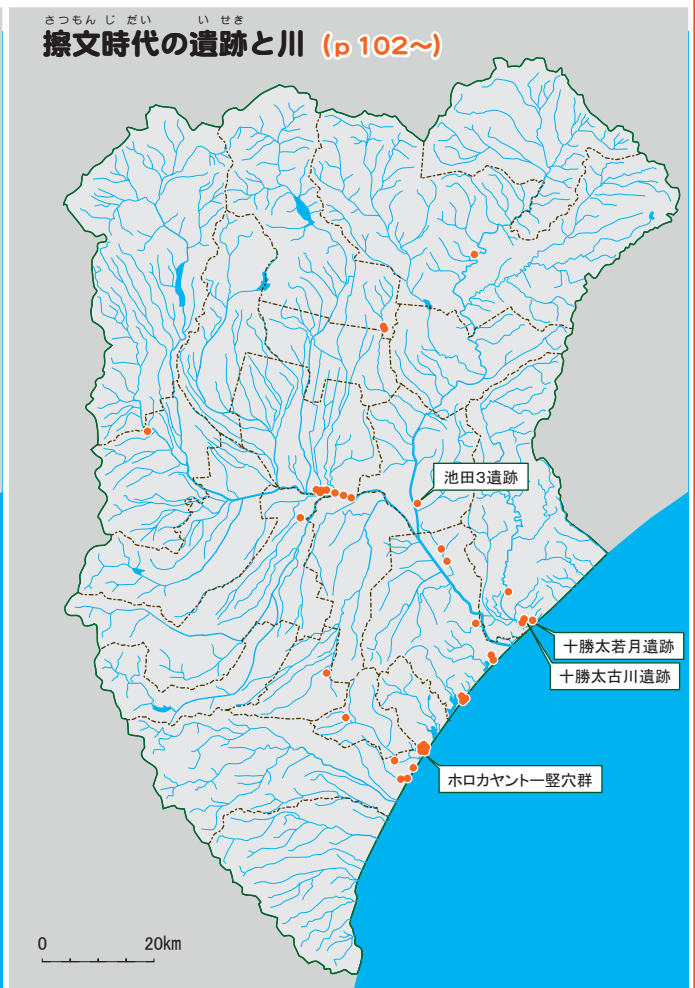 さつもん じ だい い せき
擦文時代の遺跡と川 (p 102〜)
池田3遺跡
十勝太若月遺跡
十勝太古川遺跡
ホロカヤントー竪穴群
0 20km